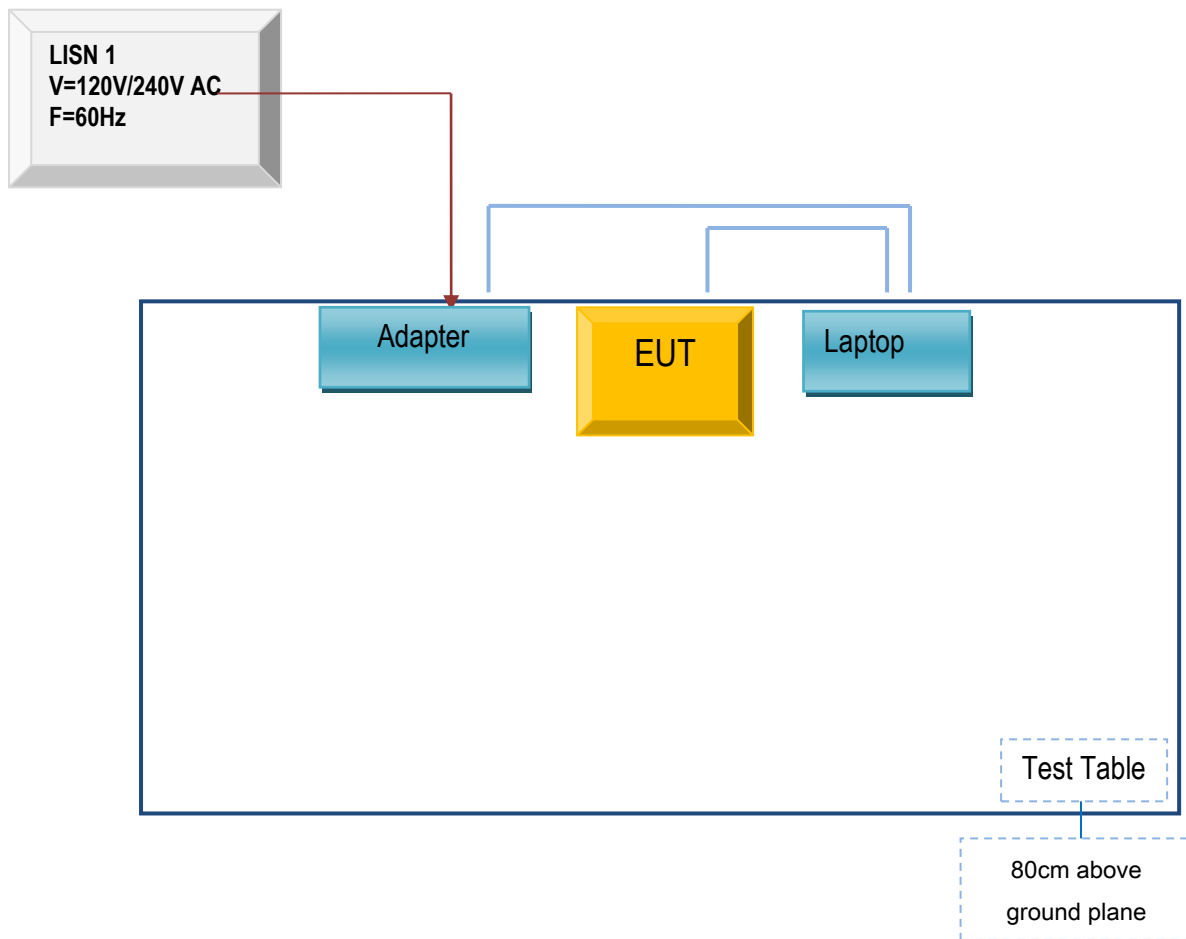 LISN 1
V=120V/240V AC
F=60Hz
Adapter
EUT
Laptop
Test Table
80cm above
ground plane